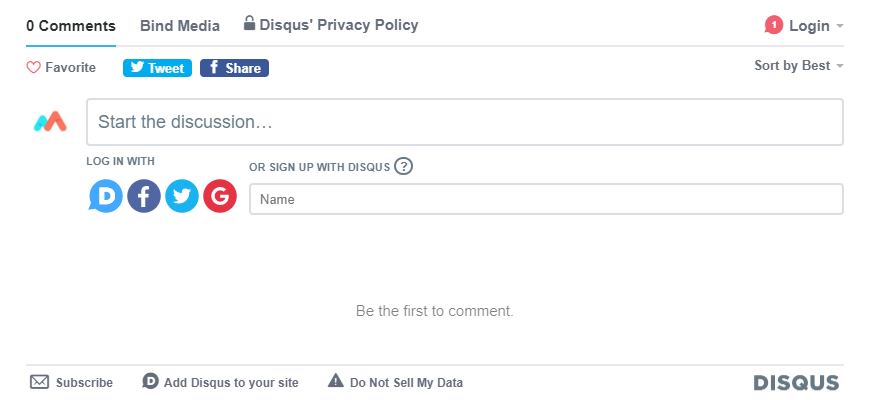 0 Comments Bind Media Disqus' Privacy Policy 1 Login
Favorite Tweet f Share Sort by Best
Start the discussion…
LOG IN WITH OR SIGN UP WITH DISQUS ?
D f G Name
Be the first to comment.
Subscribe D Add Disqus to your site Do Not Sell My Data DISQUS